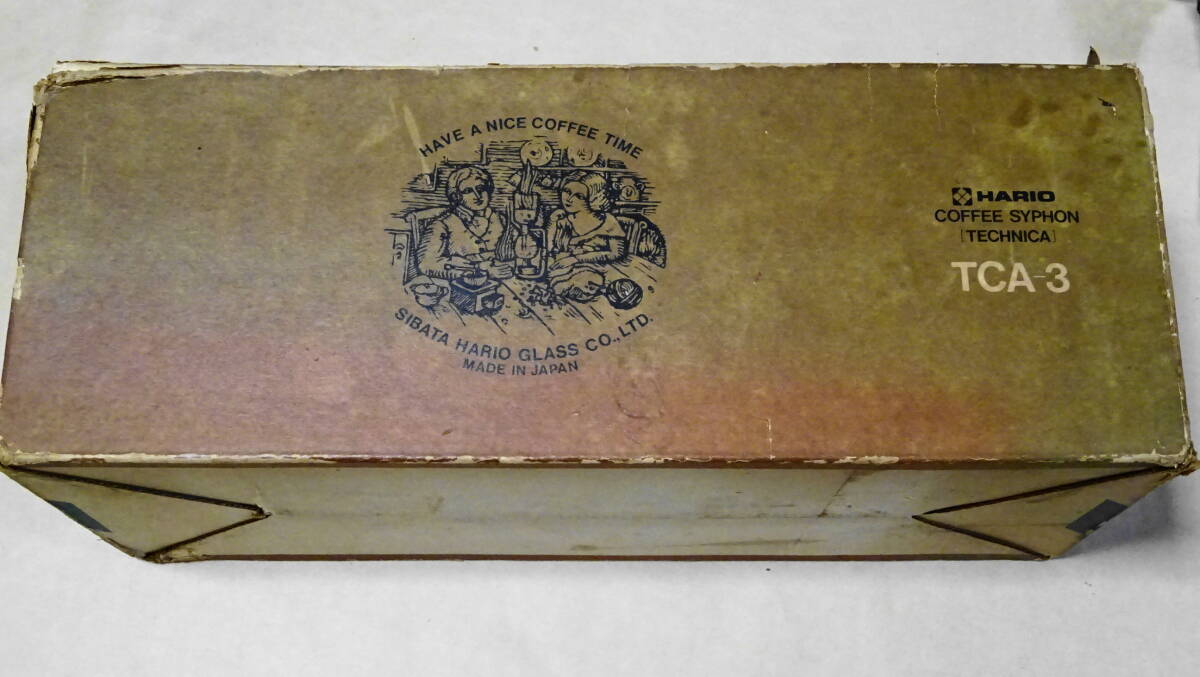 HAVE A NICE COFFEE TIME
SIBATA HARIO GLASS CO., LTD.
MADE IN JAPAN
HARIO
COFFEE SYPHON
[TECHNICA]
TCA-3